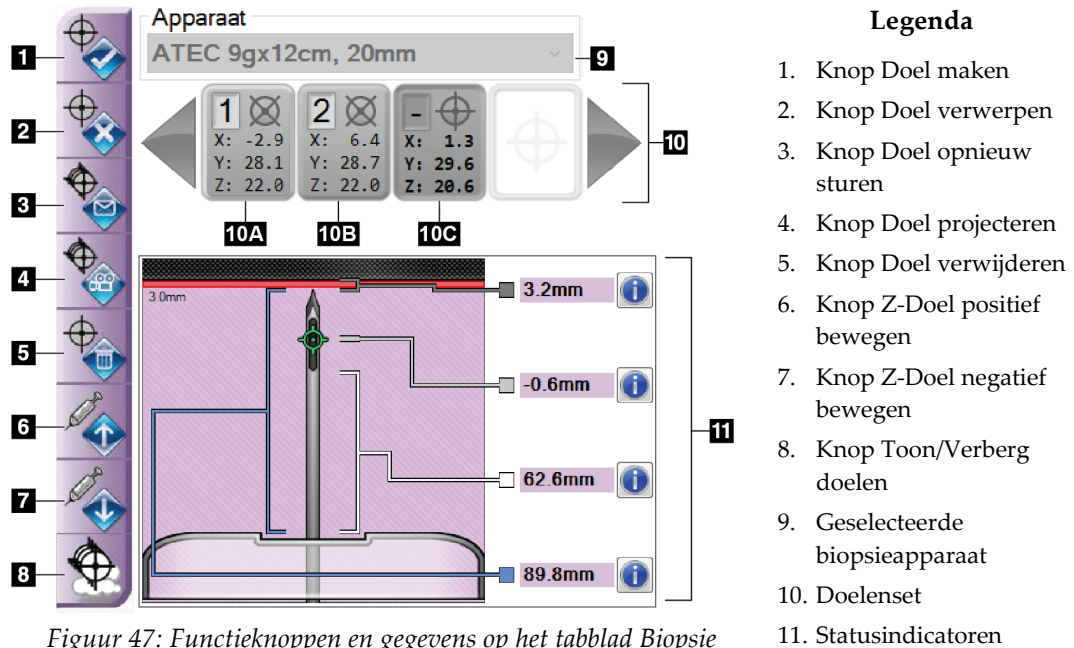 Apparaat
ATEC 9gx12cm, 20mm
1
2
3
4
5
6
7
8
9
1
X: -2.9
Y: 28.1
Z: 22.0
2
X: 6.4
Y: 28.7
Z: 22.0
-
X: 1.3
Y: 29.6
Z: 20.6
10
10A
10B
10C
3.0mm
3.2mm
-0.6mm
62.6mm
89.8mm
11
Figuur 47: Functieknoppen en gegevens op het tabblad Biopsie
Legenda
1. Knop Doel maken
2. Knop Doel verwerpen
3. Knop Doel opnieuw
sturen
4. Knop Doel projecteren
5. Knop Doel verwijderen
6. Knop Z-Doel positief
bewegen
7. Knop Z-Doel negatief
bewegen
8. Knop Toon/Verberg
doelen
9. Geselecteerde
biopsieapparaat
10. Doelenset
11. Statusindicatoren